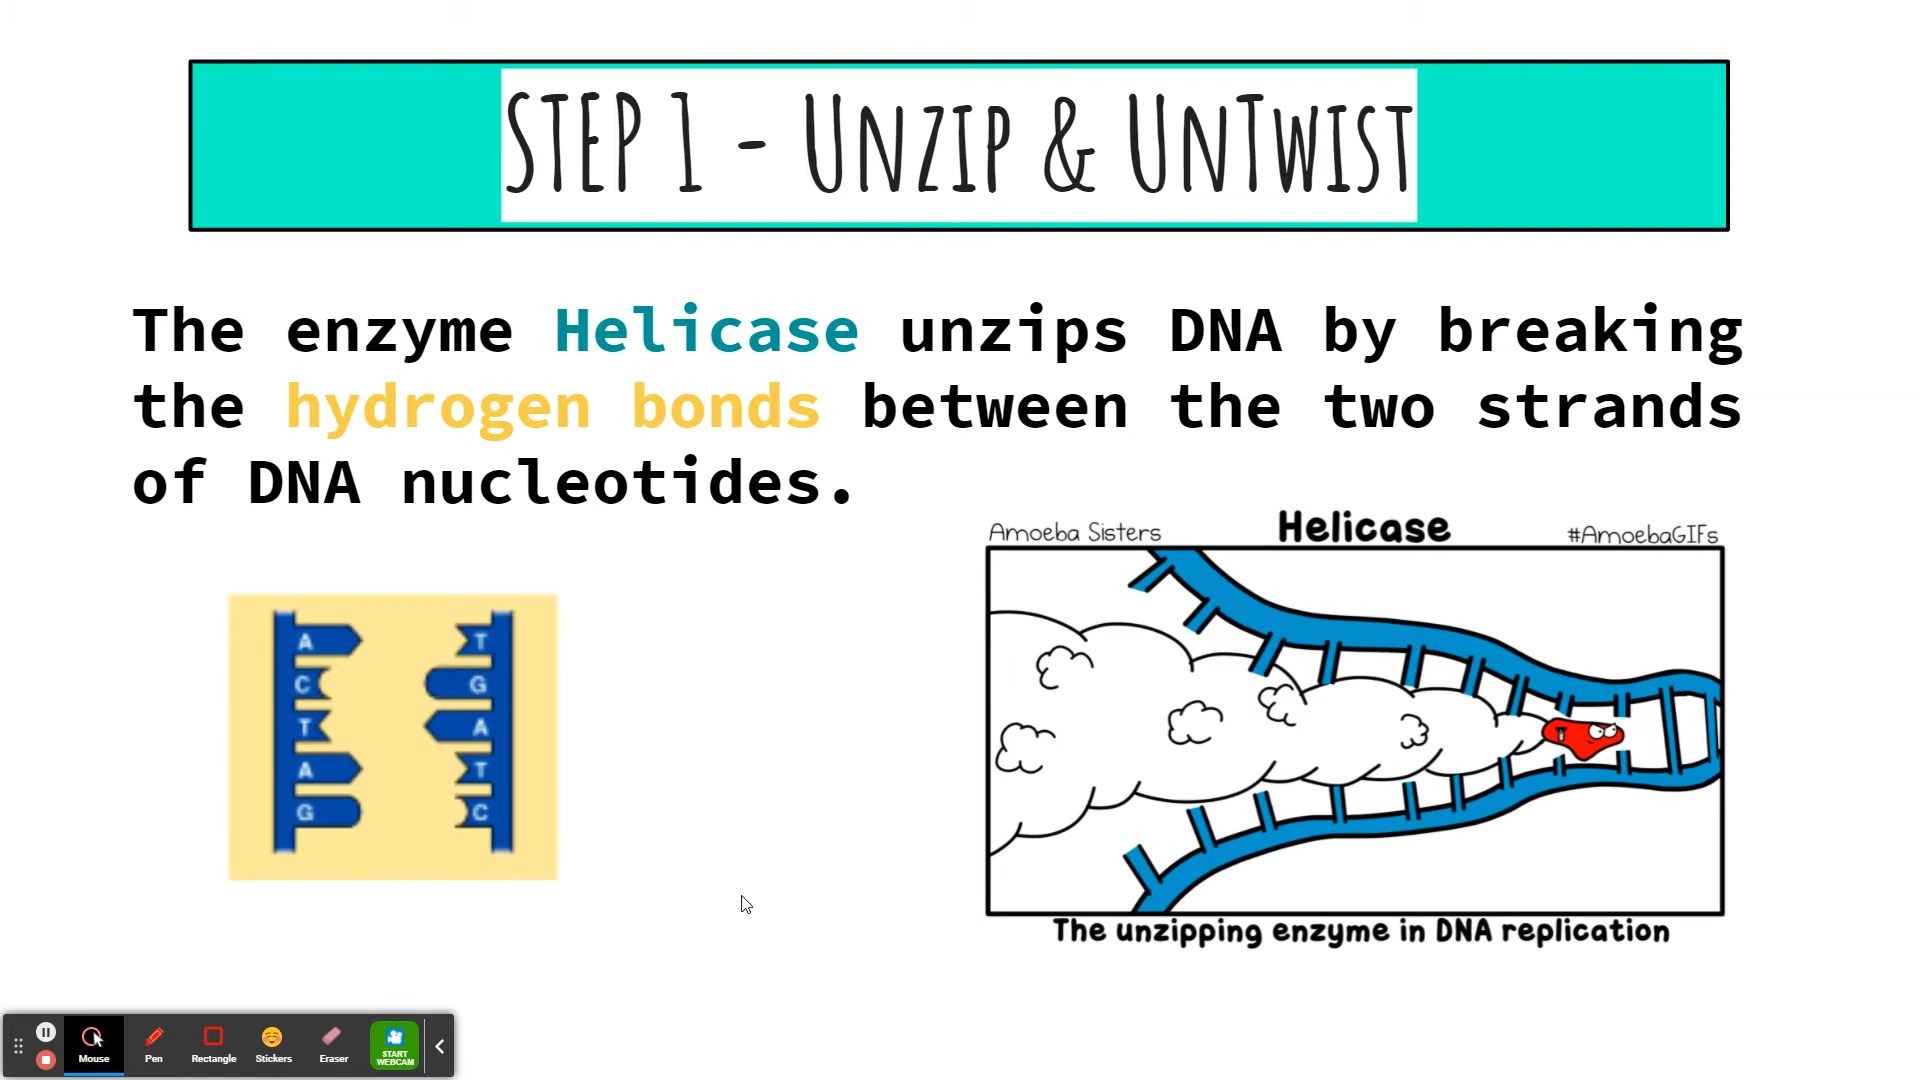 STEP 1 - UNZIP & UNTWIST
The enzyme Helicase unzips DNA by breaking
the hydrogen bonds between the two strands
of DNA nucleotides.
Amoeba Sisters Helicase #AmoebaGIFs
A T
C G
T A
A T
G C
The unzipping enzyme in DNA replication
Mouse Pen Rectangle Stickers Eraser START
WEBCAM